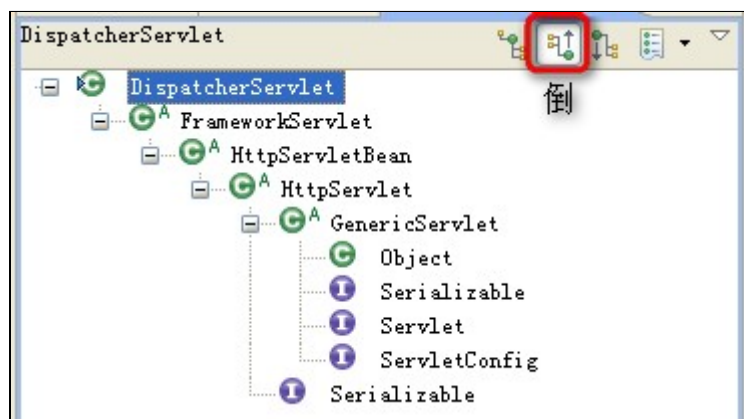 DispatcherServlet
倒
DispatcherServlet
A FrameworkServlet
A HttpServletBean
A HttpServlet
A GenericServlet
Object
Serializable
Servlet
ServletConfig
Serializable